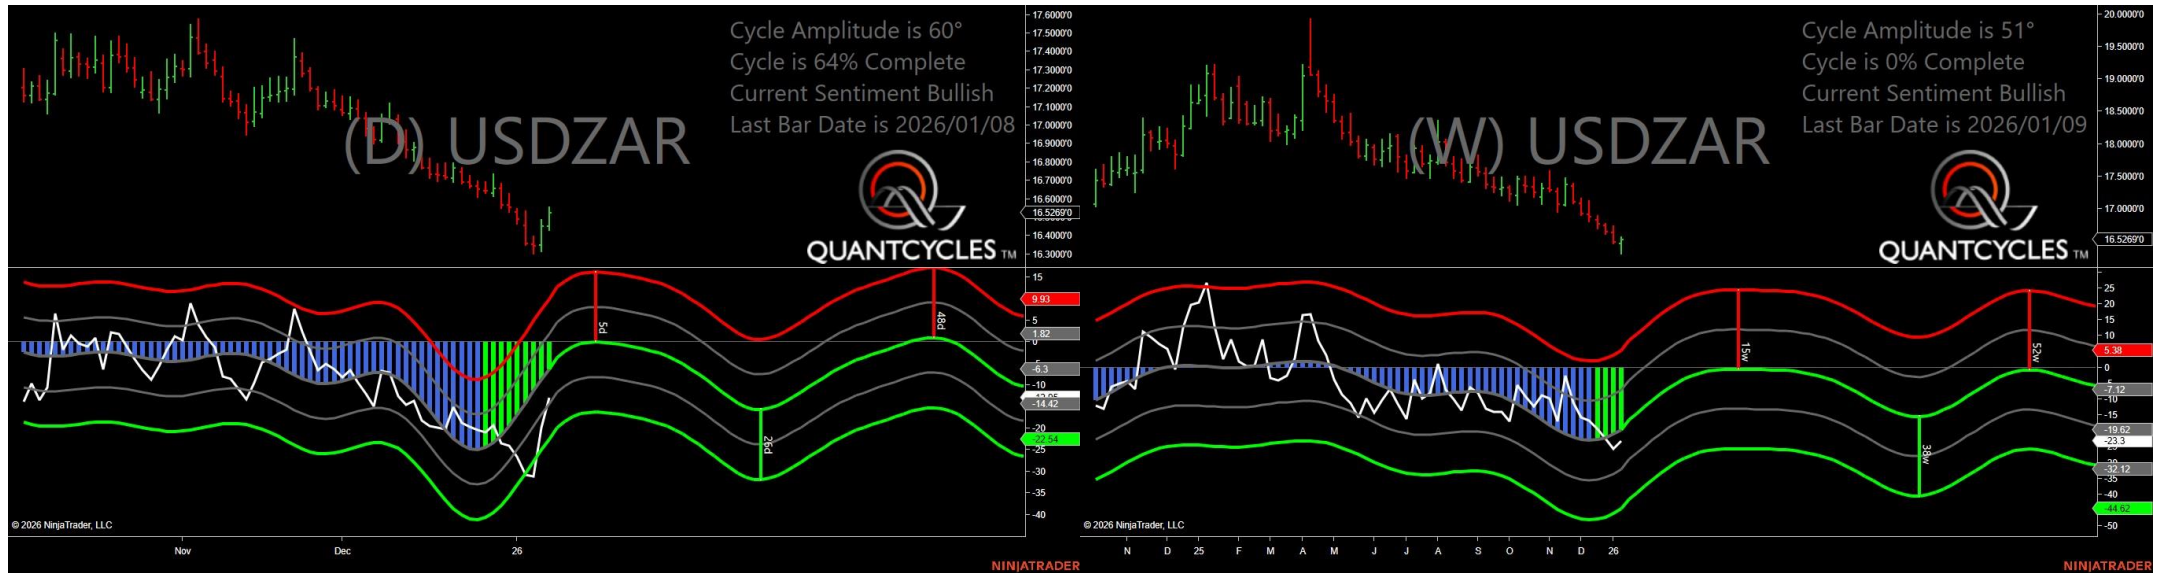 17.6000'0
17.5000'0
17.4000'0
17.3000'0
17.2000'0
17.1000'0
17.0000'0
16.9000'0
16.8000'0
16.7000'0
16.6000'0
16.5269'0
16.4000'0
16.3000'0
Cycle Amplitude is 60°
Cycle is 64% Complete
Current Sentiment Bullish
Last Bar Date is 2026/01/08
(D) USDZAR
QUANTCYCLES TM
15
9.93
5
1.82
0
-6.3
-10
-14.42
-20
-22.54
-25
-30
-35
-40
5d
26d
48d
© 2026 NinjaTrader, LLC
Nov
Dec
26
NINJATRADER
20.0000'0
19.5000'0
19.0000'0
18.5000'0
18.0000'0
17.5000'0
17.0000'0
16.5269'0
Cycle Amplitude is 51°
Cycle is 0% Complete
Current Sentiment Bullish
Last Bar Date is 2026/01/09
(W) USDZAR
QUANTCYCLES TM
25
20
15
10
5.38
0
-7.12
-10
-15
-19.62
-23.3
-32.12
-35
-40
-44.62
-50
15w
38w
52w
© 2026 NinjaTrader, LLC
N D 25 F M A M J J A S O N D 26
NINJATRADER